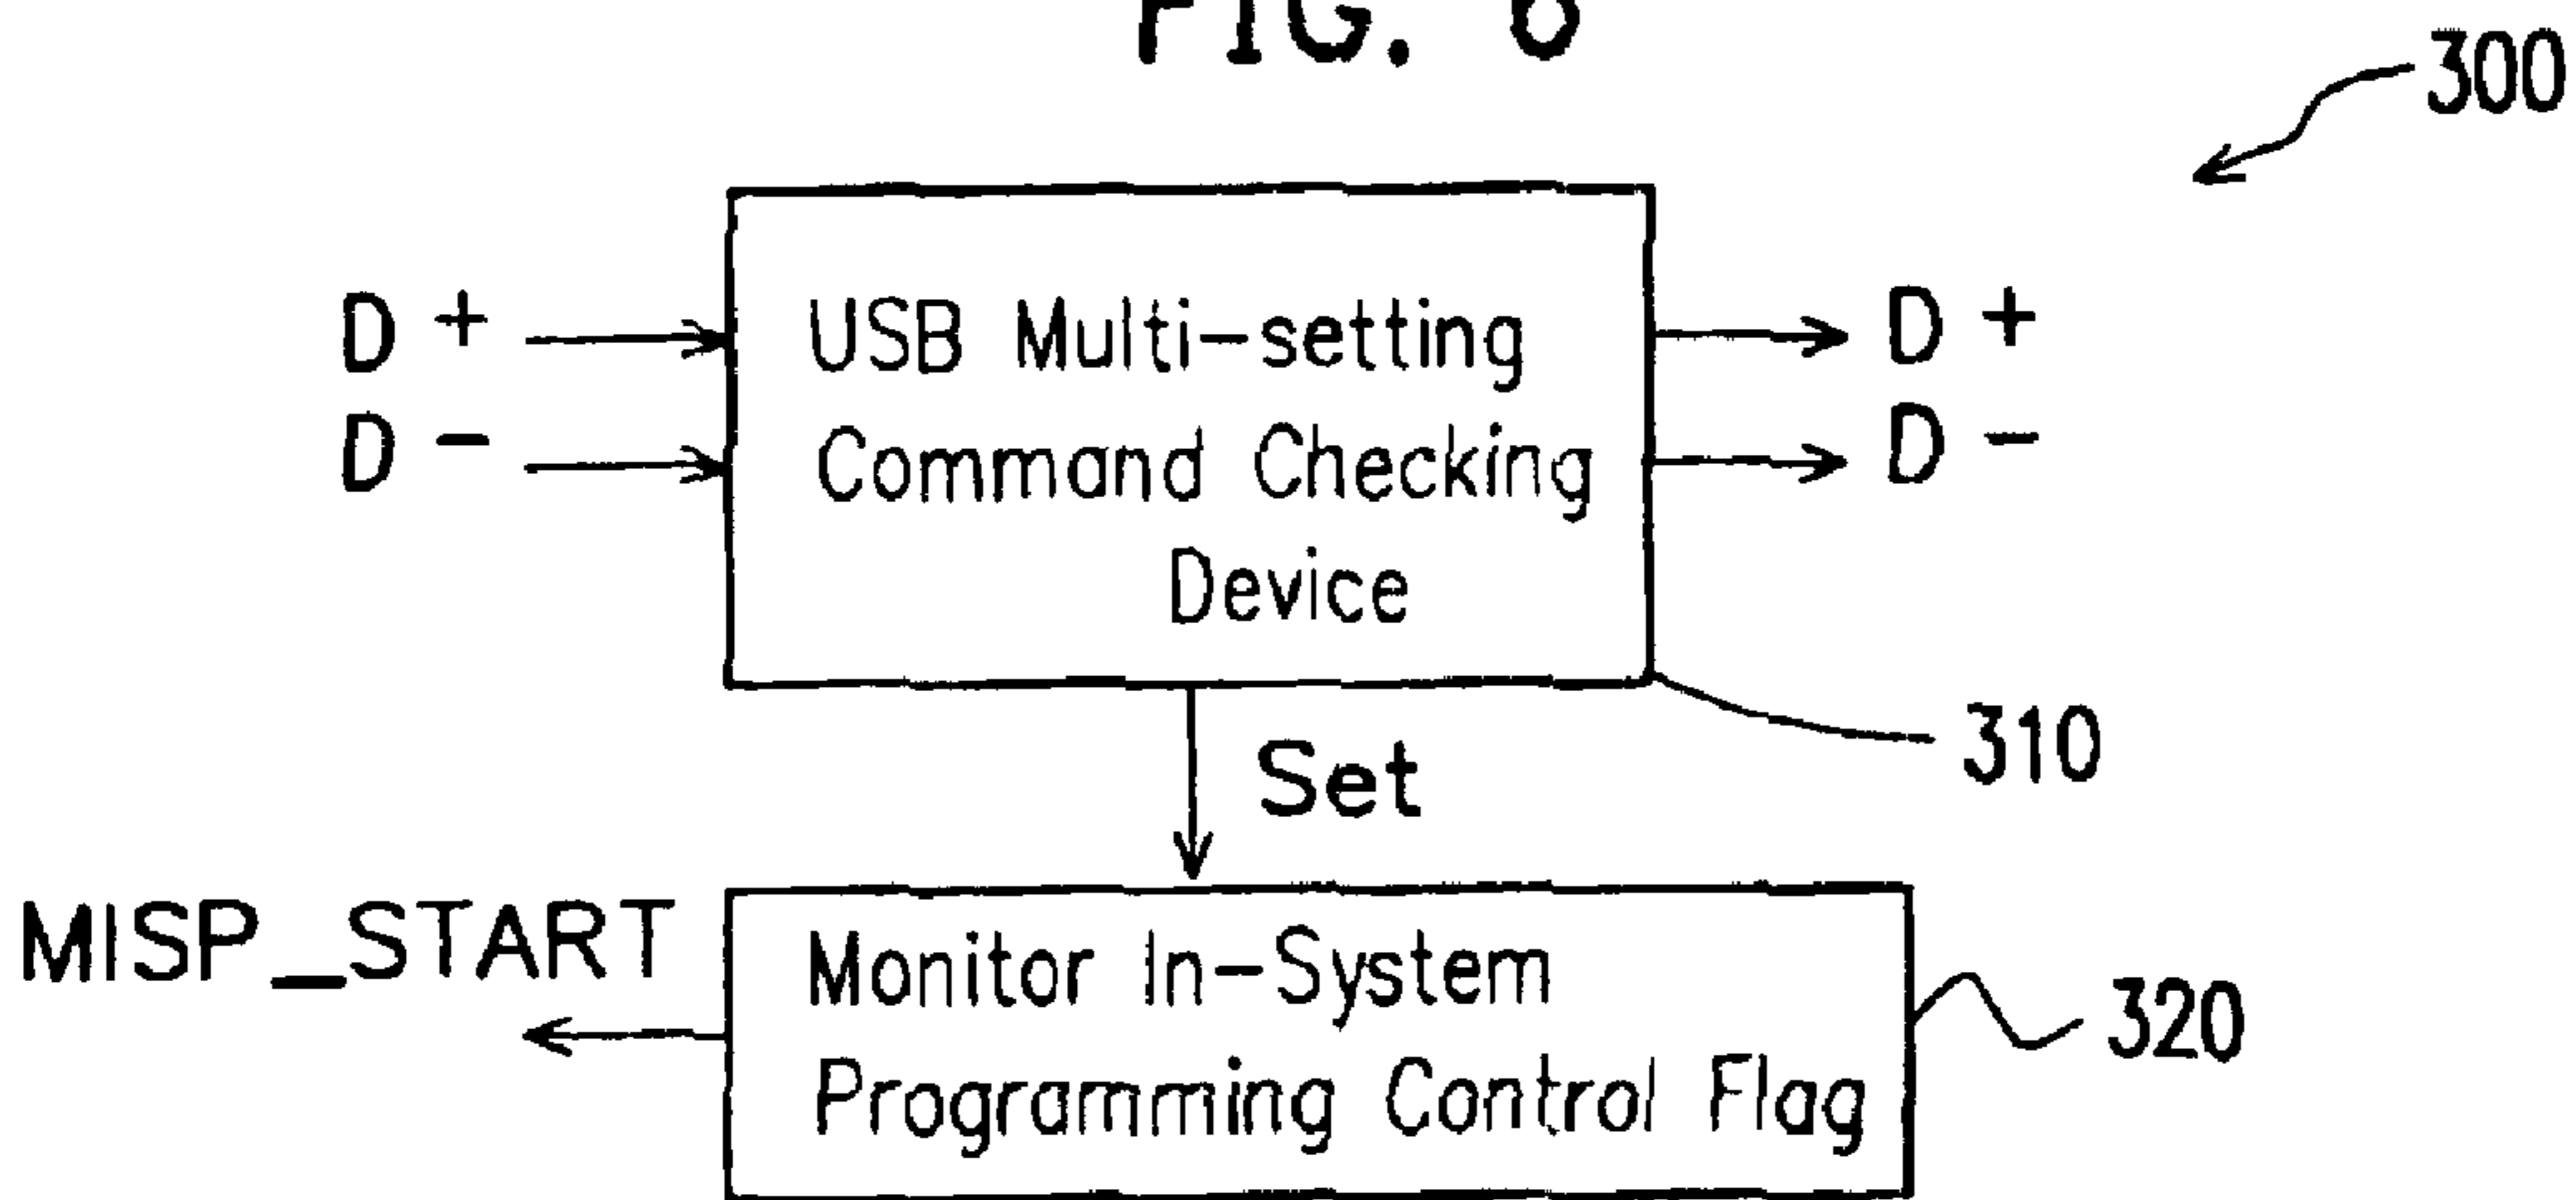 FIG. 6
300
D +
D -
USB Multi-setting
Command Checking
Device
D +
D -
310
Set
MISP_START
Monitor In-System
Programming Control Flag
320